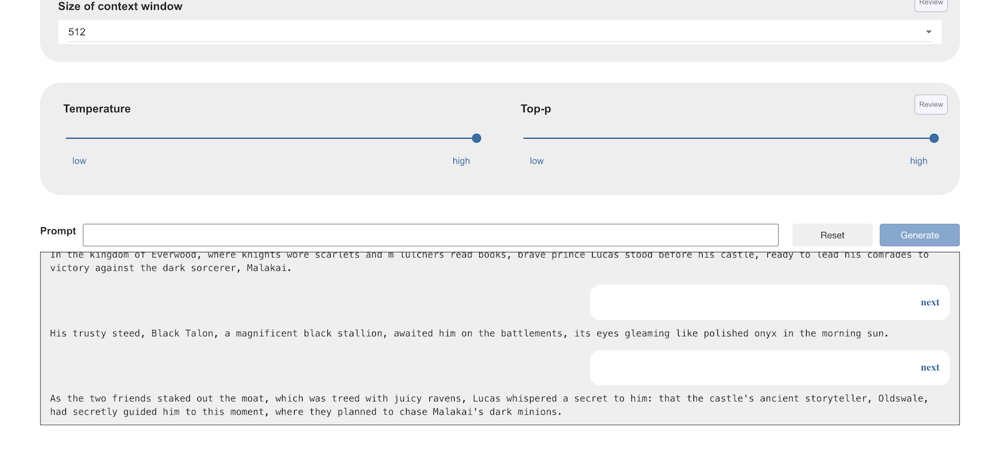 Size of context window
Review
512
Temperature
Top-p
Review
low
high
low
high
Prompt
Reset
Generate
In the kingdom of Everwood, where knights wore scarlets and m lulchers read books, brave prince Lucas stood before his castle, ready to lead his comrades to
victory against the dark sorcerer, Malakai.
next
His trusty steed, Black Talon, a magnificent black stallion, awaited him on the battlements, its eyes gleaming like polished onyx in the morning sun.
next
As the two friends staked out the moat, which was treed with juicy ravens, Lucas whispered a secret to him: that the castle's ancient storyteller, Oldswale,
had secretly guided him to this moment, where they planned to chase Malakai's dark minions.